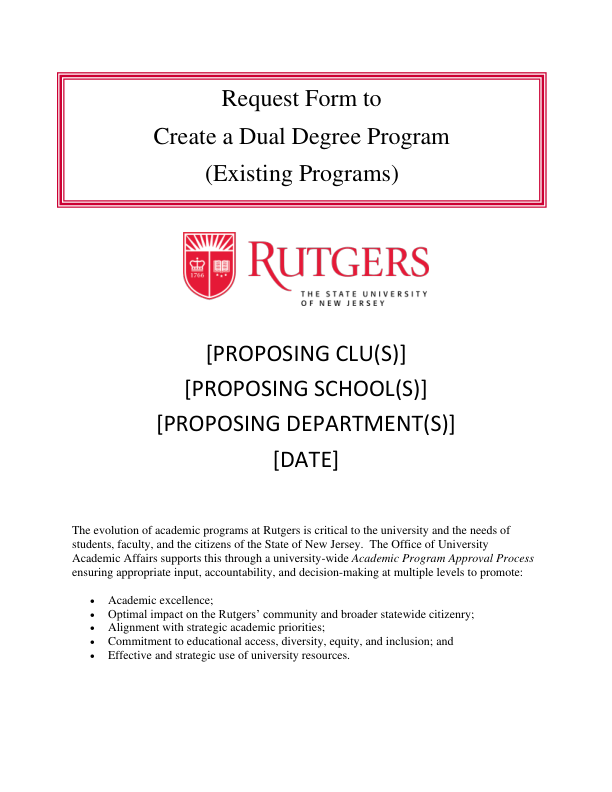 Request Form to
Create a Dual Degree Program
(Existing Programs)
1766
RUTGERS
THE STATE UNIVERSITY
OF NEW JERSEY
[PROPOSING CLU(S)]
[PROPOSING SCHOOL(S)]
[PROPOSING DEPARTMENT(S)]
[DATE]
The evolution of academic programs at Rutgers is critical to the university and the needs of
students, faculty, and the citizens of the State of New Jersey.  The Office of University
Academic Affairs supports this through a university-wide Academic Program Approval Process
ensuring appropriate input, accountability, and decision-making at multiple levels to promote:
• Academic excellence;
• Optimal impact on the Rutgers’ community and broader statewide citizenry;
• Alignment with strategic academic priorities;
• Commitment to educational access, diversity, equity, and inclusion; and
• Effective and strategic use of university resources.